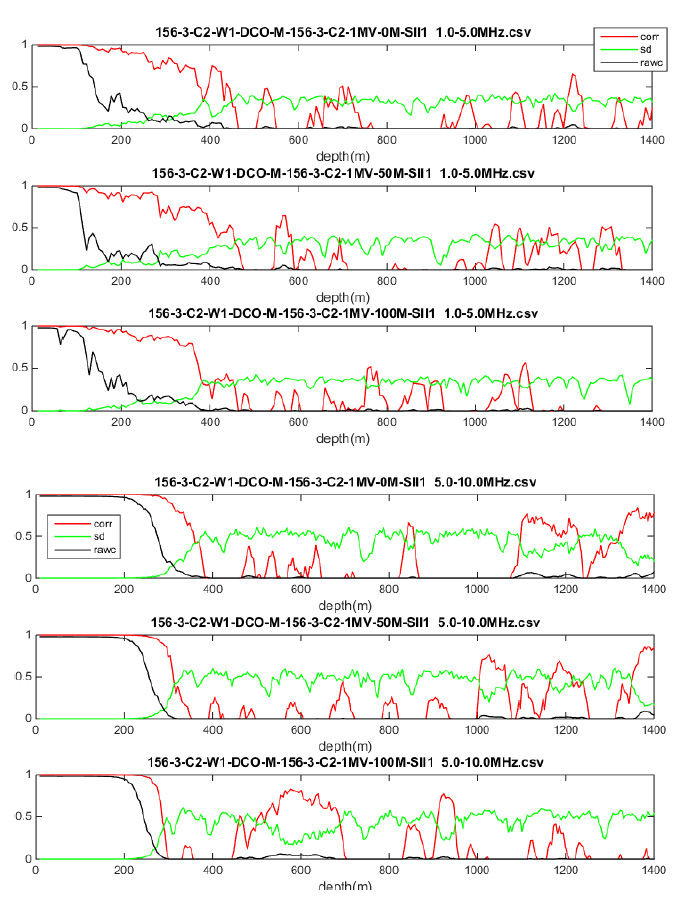 156-3-C2-W1-DCO-M-156-3-C2-1MV-0M-SII1 1.0-5.0MHz.csv
corr
sd
rawc
1
0.5
0
0 200 400 600 800 1000 1200 1400
depth(m)
156-3-C2-W1-DCO-M-156-3-C2-1MV-50M-SII1 1.0-5.0MHz.csv
1
0.5
0
0 200 400 600 800 1000 1200 1400
depth(m)
156-3-C2-W1-DCO-M-156-3-C2-1MV-100M-SII1 1.0-5.0MHz.csv
1
0.5
0
0 200 400 600 800 1000 1200 1400
depth(m)
156-3-C2-W1-DCO-M-156-3-C2-1MV-0M-SII1 5.0-10.0MHz.csv
1
corr
sd
rawc
0.5
0
0 200 400 600 800 1000 1200 1400
depth(m)
156-3-C2-W1-DCO-M-156-3-C2-1MV-50M-SII1 5.0-10.0MHz.csv
1
0.5
0
0 200 400 600 800 1000 1200 1400
depth(m)
156-3-C2-W1-DCO-M-156-3-C2-1MV-100M-SII1 5.0-10.0MHz.csv
1
0.5
0
0 200 400 600 800 1000 1200 1400
depth(m)